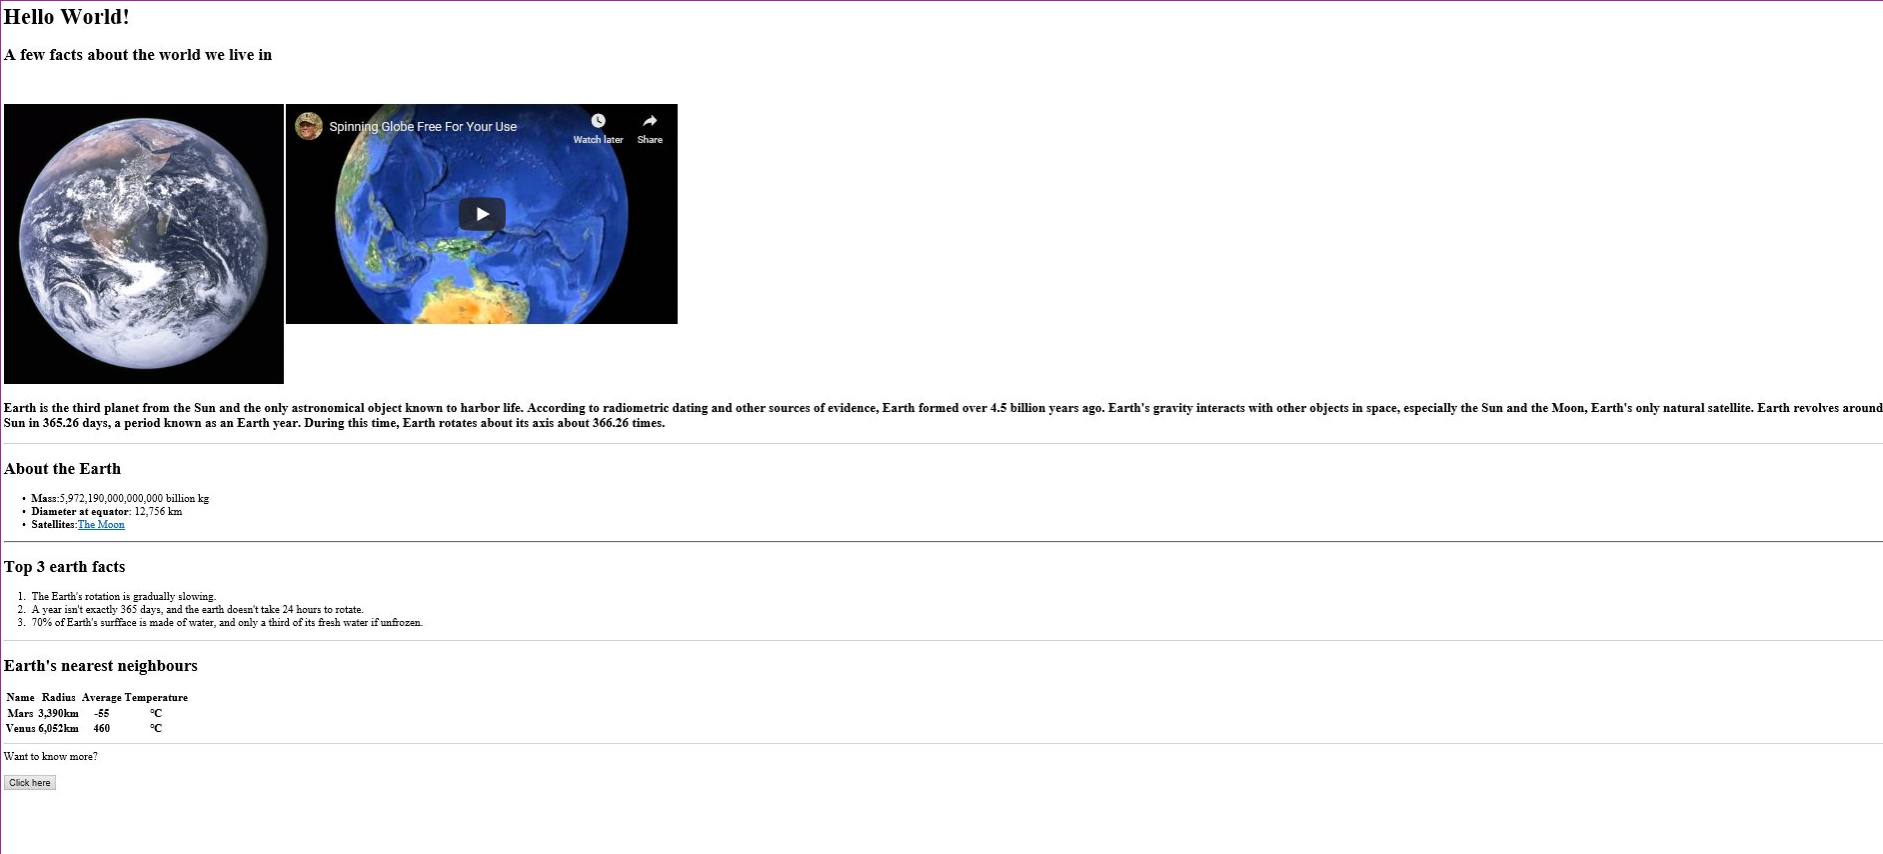 Hello World!
A few facts about the world we live in
Spinning Globe Free For Your Use
Watch later
Share
Earth is the third planet from the Sun and the only astronomical object known to harbor life. According to radiometric dating and other sources of evidence, Earth formed over 4.5 billion years ago. Earth's gravity interacts with other objects in space, especially the Sun and the Moon, Earth's only natural satellite. Earth revolves around
Sun in 365.26 days, a period known as an Earth year. During this time, Earth rotates about its axis about 366.26 times.
About the Earth
• Mass:5,972,190,000,000,000 billion kg
• Diameter at equator: 12,756 km
• Satellites:The Moon
Top 3 earth facts
1. The Earth's rotation is gradually slowing.
2. A year isn't exactly 365 days, and the earth doesn't take 24 hours to rotate.
3. 70% of Earth's surfface is made of water, and only a third of its fresh water if unfrozen.
Earth's nearest neighbours
Name Radius Average Temperature
Mars 3,390km -55 °C
Venus 6,052km 460 °C
Want to know more?
Click here